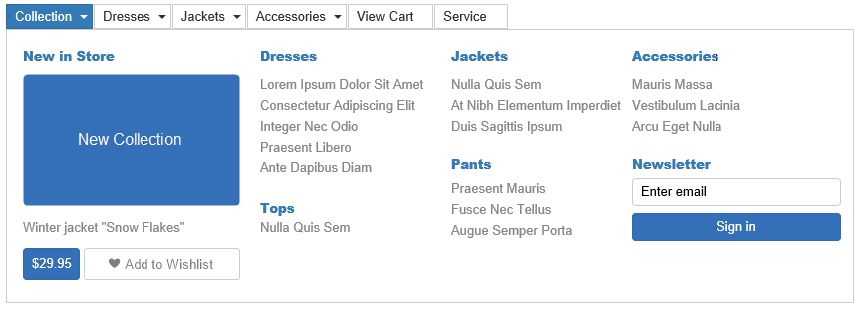 Collection
Dresses
Jackets
Accessories
View Cart
Service
New in Store
New Collection
Winter jacket "Snow Flakes"
$29.95
Add to Wishlist
Dresses
Lorem Ipsum Dolor Sit Amet
Consectetur Adipiscing Elit
Integer Nec Odio
Praesent Libero
Ante Dapibus Diam
Tops
Nulla Quis Sem
Jackets
Nulla Quis Sem
At Nibh Elementum Imperdiet
Duis Sagittis Ipsum
Pants
Praesent Mauris
Fusce Nec Tellus
Augue Semper Porta
Accessories
Mauris Massa
Vestibulum Lacinia
Arcu Eget Nulla
Newsletter
Enter email
Sign in